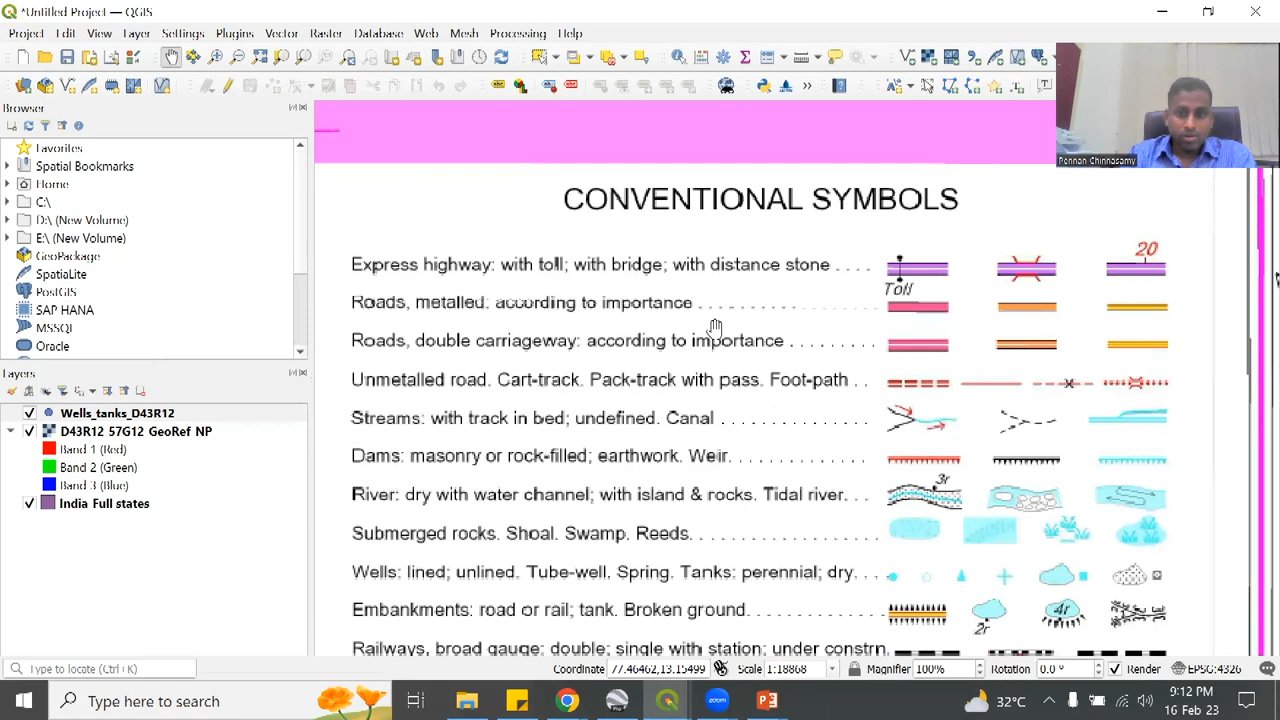 *Untitled Project — QGIS
Project Edit View Layer Settings Plugins Vector Raster Database Web Mesh Processing Help
Browser
Favorites
Spatial Bookmarks
Home
C:\
D:\ (New Volume)
E:\ (New Volume)
GeoPackage
SpatiaLite
PostGIS
SAP HANA
MSSQL
Oracle
Layers
Wells_tanks_D43R12
D43R12 57G12 GeoRef NP
Band 1 (Red)
Band 2 (Green)
Band 3 (Blue)
India Full states
Pennan Chinnasamy
CONVENTIONAL SYMBOLS
Express highway: with toll; with bridge; with distance stone . . . . Toll 20
Roads, metalled: according to importance . . . . . . . . . . . . . . . . .
Roads, double carriageway: according to importance . . . . . . . . .
Unmetalled road. Cart-track. Pack-track with pass. Foot-path . .
Streams: with track in bed; undefined. Canal . . . . . . . . . . . . . . .
Dams: masonry or rock-filled; earthwork. Weir. . . . . . . . . . . . . .
River: dry with water channel; with island & rocks. Tidal river. . . 3r
Submerged rocks. Shoal. Swamp. Reeds. . . . . . . . . . . . . . . . . .
Wells: lined; unlined. Tube-well. Spring. Tanks: perennial; dry. . .
Embankments: road or rail; tank. Broken ground. . . . . . . . . . . . . 2r 4r
Railways, broad gauge: double; single with station; under constrn.
Type to locate (Ctrl+K)
Coordinate 77.46462,13.15499 Scale 1:18868 Magnifier 100% Rotation 0.0 ° Render EPSG:4326
Type here to search
32°C
9:12 PM
16 Feb 23